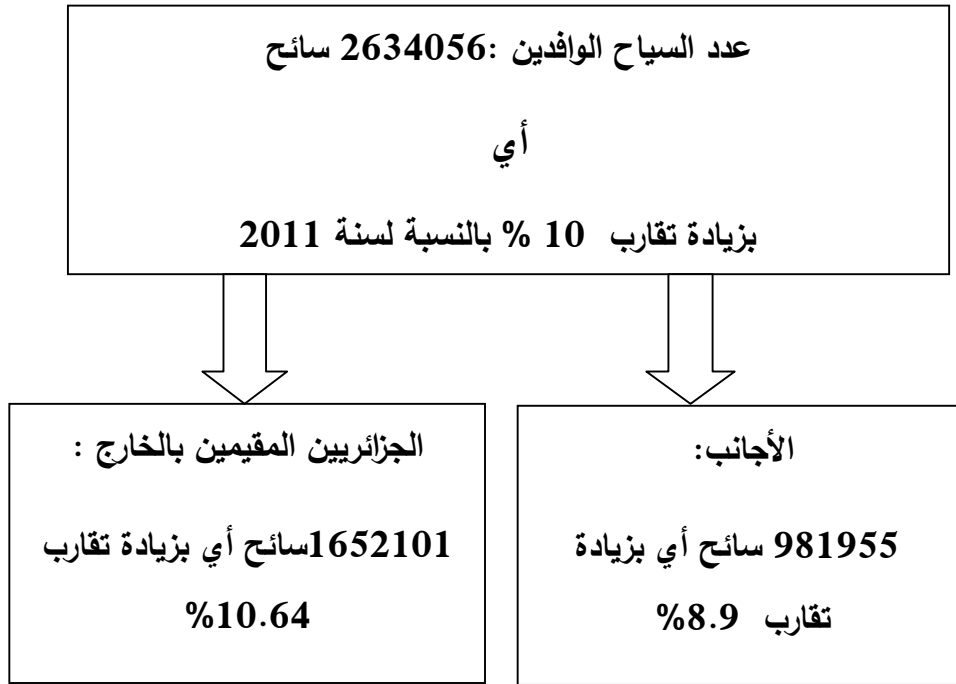 عدد السياح الوافدين :2634056 سائح
أي
بزيادة تقارب 10 % بالنسبة لسنة 2011
الأجانب:
981955 سائح أي بزيادة
تقارب 8.9%
الجزائريين المقيمين بالخارج :
1652101سائح أي بزيادة تقارب
10.64%